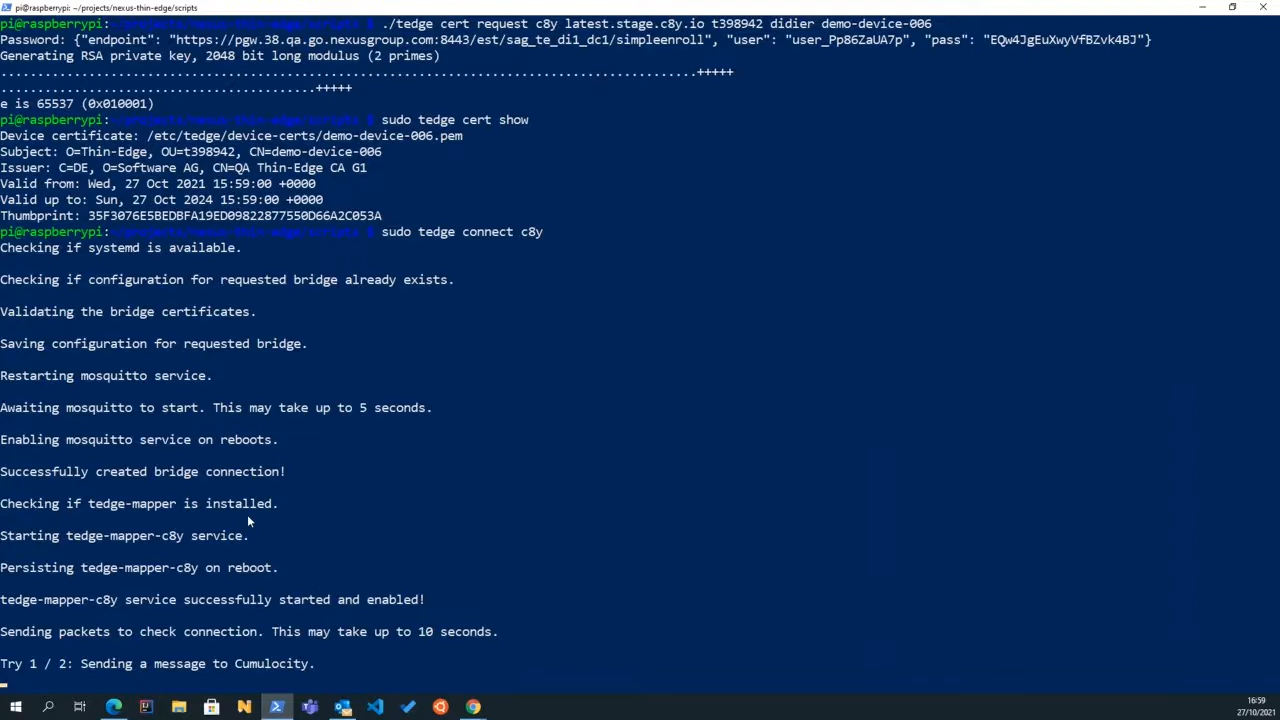 pi@raspberrypi: ~/projects/nexus-thin-edge/scripts
pi@raspberrypi:~/projects/nexus-thin-edge/scripts $ ./tedge cert request c8y latest.stage.c8y.io t398942 didier demo-device-006
Password: {"endpoint": "https://pgw.38.qa.go.nexusgroup.com:8443/est/sag_te_di1_dc1/simpleenroll", "user": "user_Pp86ZaUA7p", "pass": "EQw4JgEuXwyVfBZvk4BJ"}
Generating RSA private key, 2048 bit long modulus (2 primes)
...............................................................................................+++++
...........................................+++++
e is 65537 (0x010001)
pi@raspberrypi:~/projects/nexus-thin-edge/scripts $ sudo tedge cert show
Device certificate: /etc/tedge/device-certs/demo-device-006.pem
Subject: O=Thin-Edge, OU=t398942, CN=demo-device-006
Issuer: C=DE, O=Software AG, CN=QA Thin-Edge CA G1
Valid from: Wed, 27 Oct 2021 15:59:00 +0000
Valid up to: Sun, 27 Oct 2024 15:59:00 +0000
Thumbprint: 35F3076E5BEDBFA19ED09822877550D66A2C053A
pi@raspberrypi:~/projects/nexus-thin-edge/scripts $ sudo tedge connect c8y
Checking if systemd is available.
Checking if configuration for requested bridge already exists.
Validating the bridge certificates.
Saving configuration for requested bridge.
Restarting mosquitto service.
Awaiting mosquitto to start. This may take up to 5 seconds.
Enabling mosquitto service on reboots.
Successfully created bridge connection!
Checking if tedge-mapper is installed.
Starting tedge-mapper-c8y service.
Persisting tedge-mapper-c8y on reboot.
tedge-mapper-c8y service successfully started and enabled!
Sending packets to check connection. This may take up to 10 seconds.
Try 1 / 2: Sending a message to Cumulocity.
16:59
27/10/2021